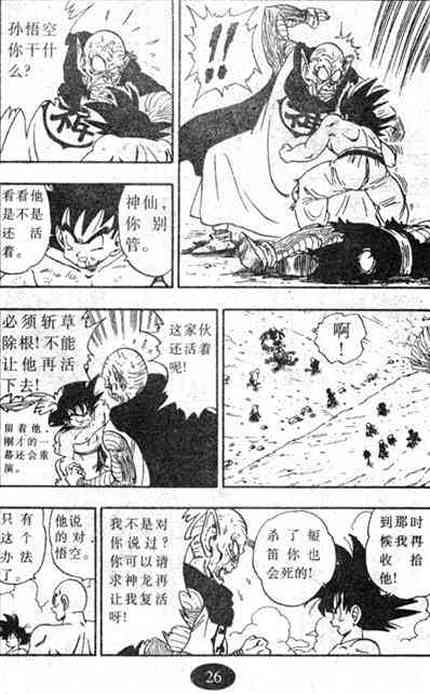 !!
神
孙悟空
你干什
么?
神
神仙,
你别
管。
看看他
是不是
还活
着。
啊!
这家伙
还活着
呢!
必须斩草
除根!不能
让他再活
下去!
留着他
刚才的一
幕还会重
演。
到那时
候我再
收拾
他!
杀了短
笛你也
会死的!
我不是对
你说过?
你可以请
求神龙再
让我复活
呀!
他说
的对
悟空。
只有
这个
办法
了。
26